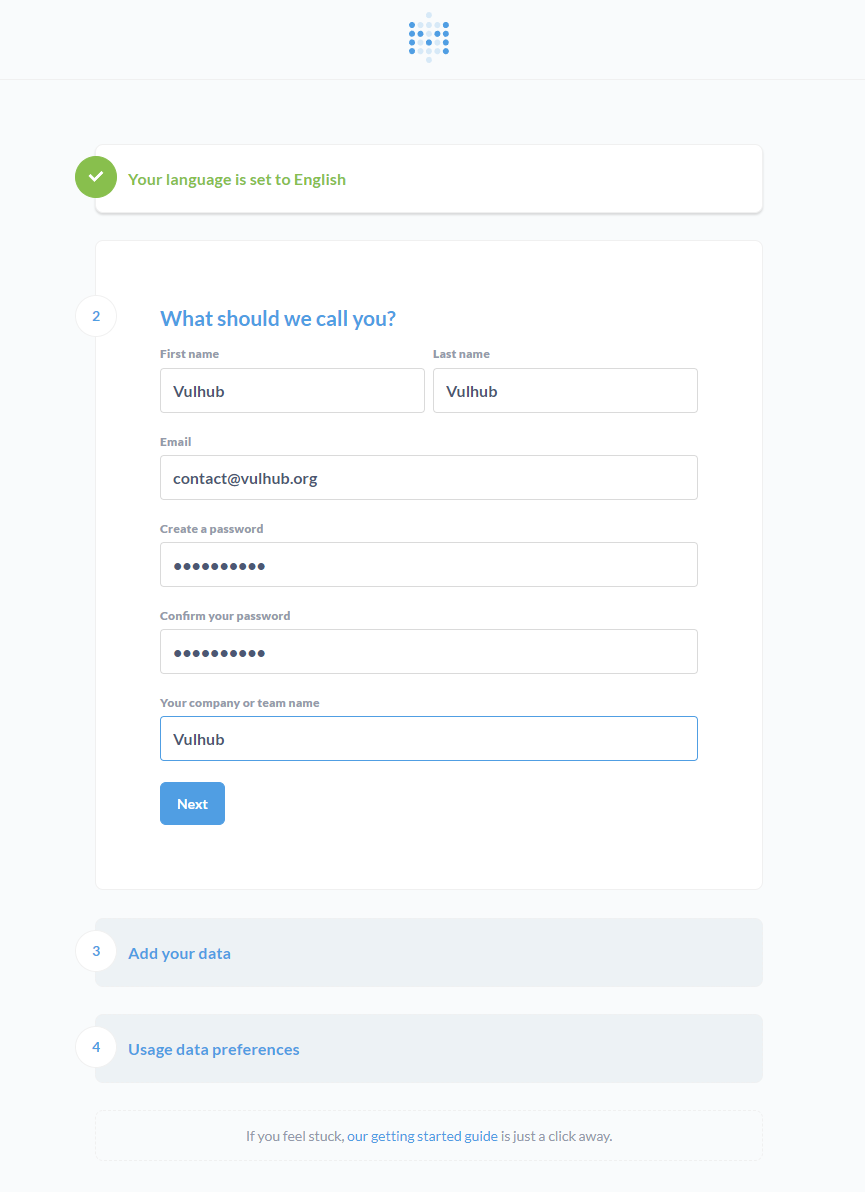 Your language is set to English
2
What should we call you?
First name Last name
Vulhub Vulhub
Email
contact@vulhub.org
Create a password
••••••••••
Confirm your password
••••••••••
Your company or team name
Vulhub
Next
3 Add your data
4 Usage data preferences
If you feel stuck, our getting started guide is just a click away.